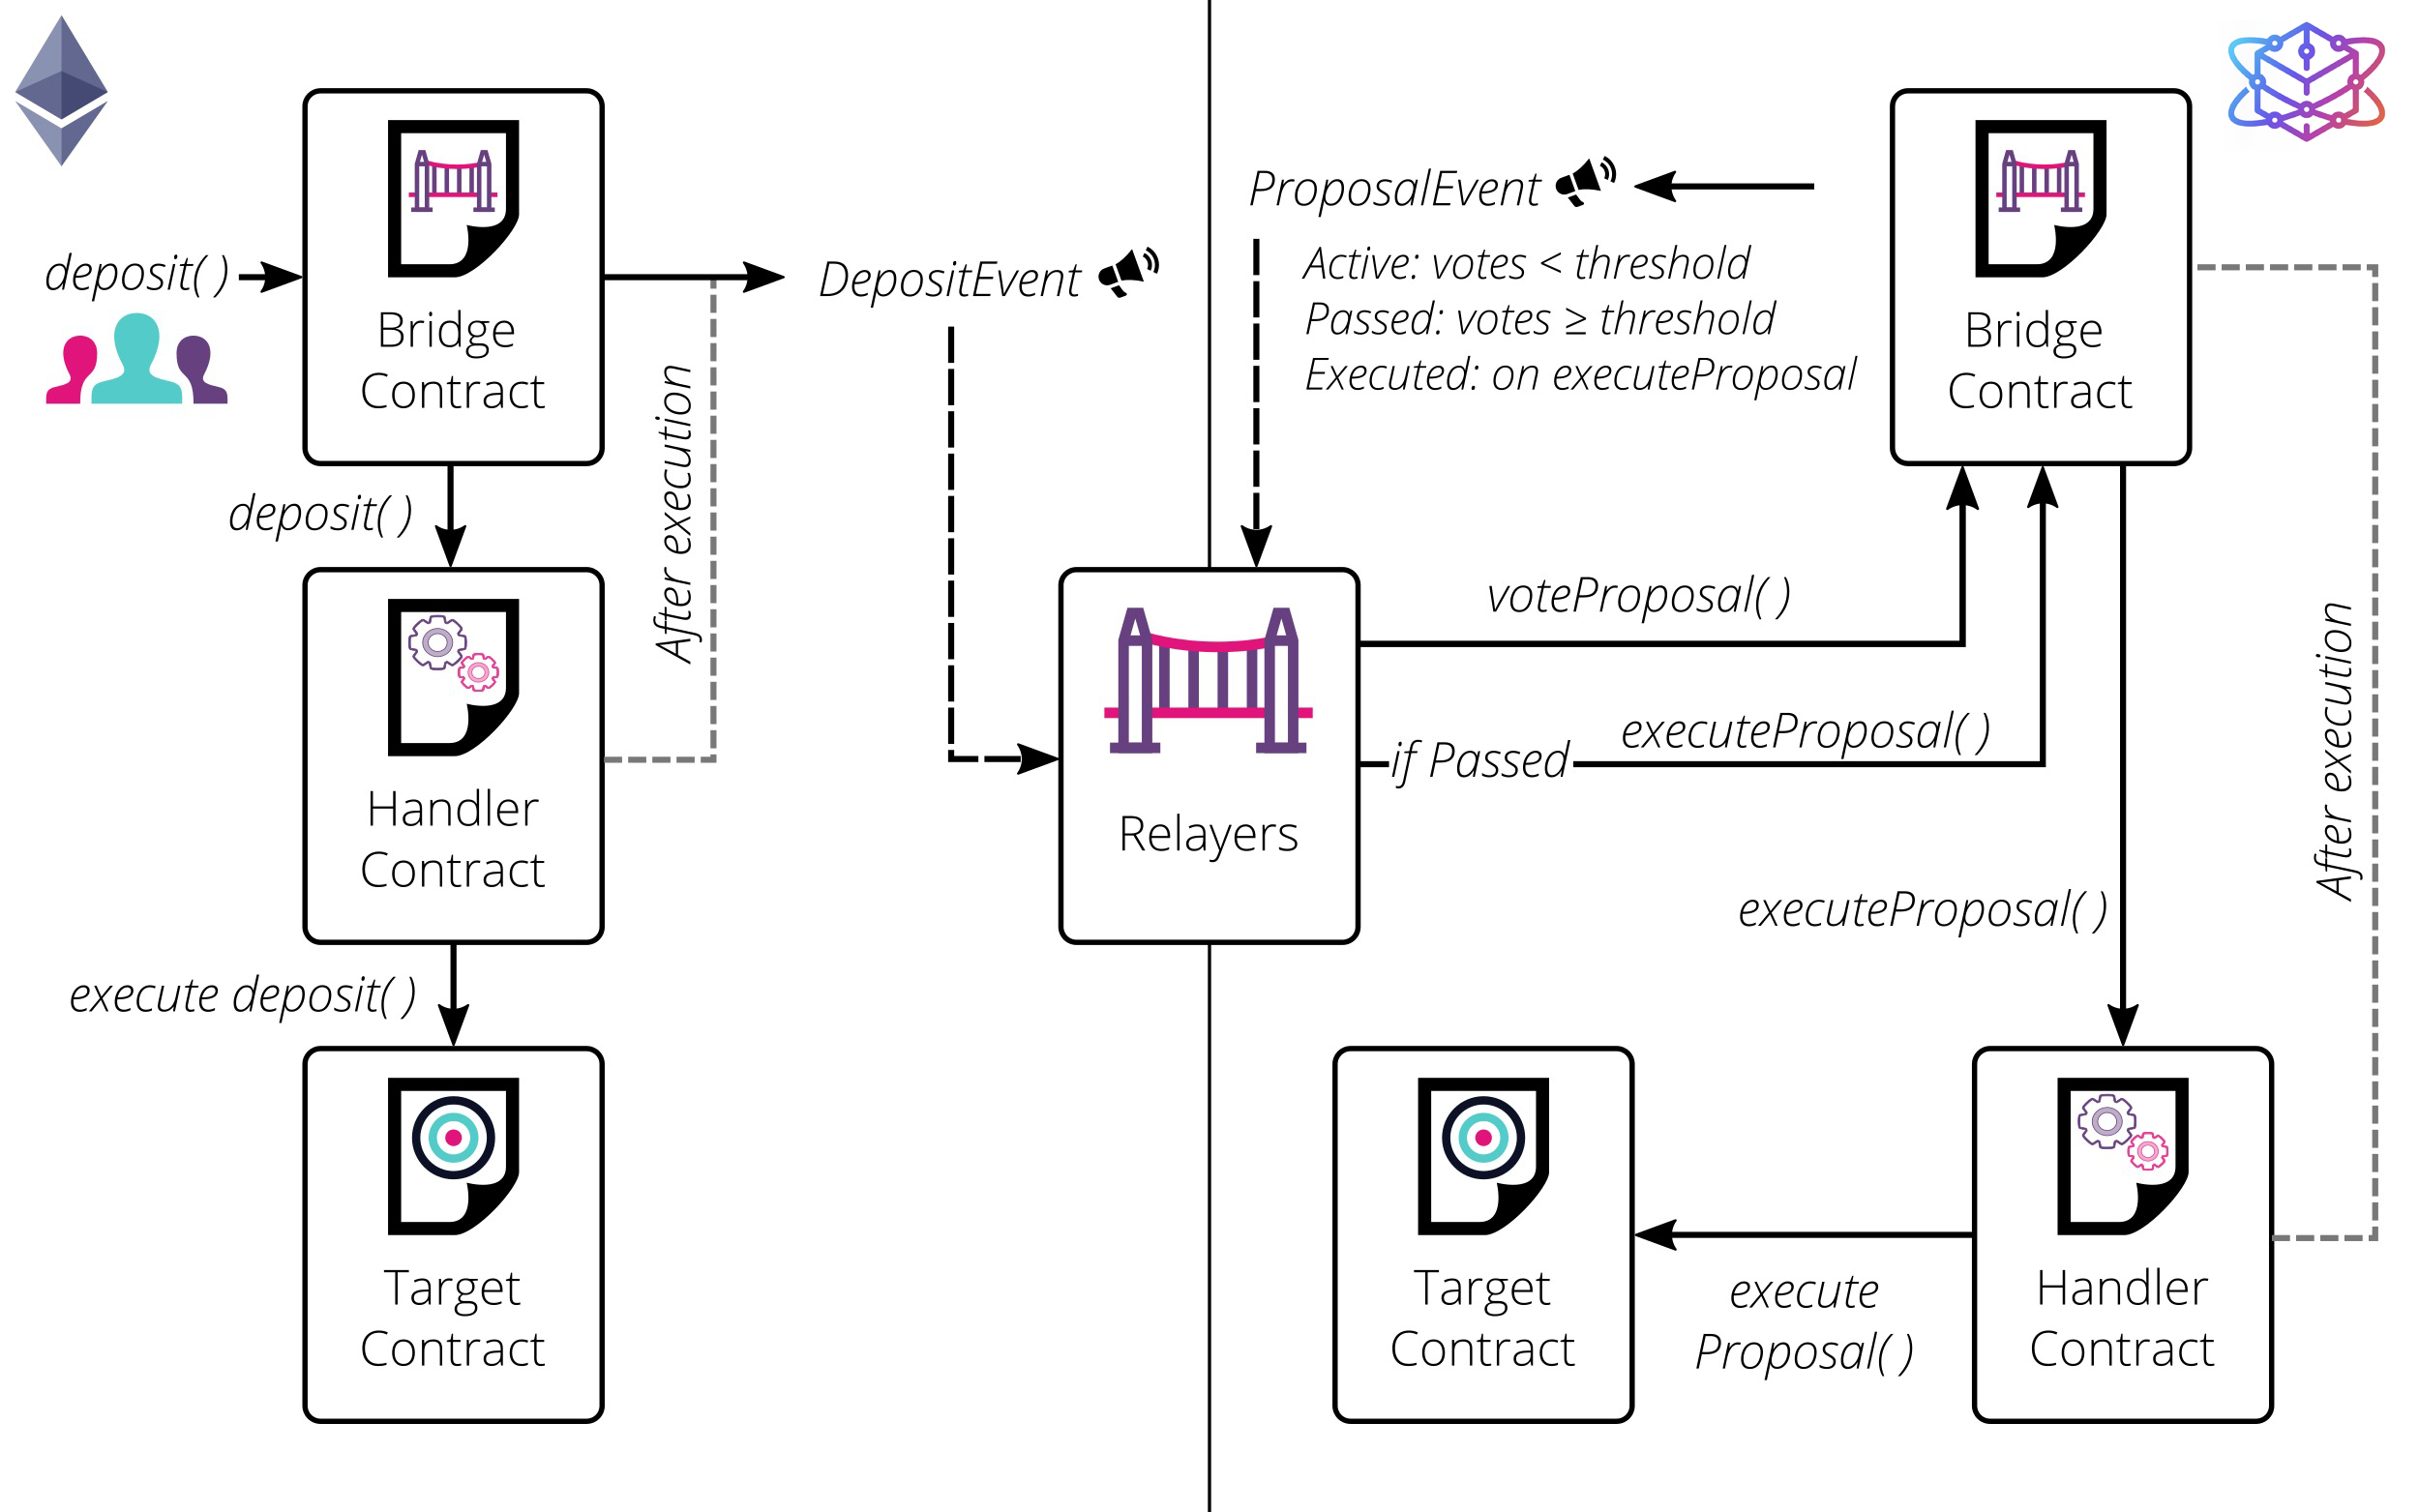 deposit( )
Bridge
Contract
deposit( )
After execution
DepositEvent
Handler
Contract
execute deposit( )
Target
Contract
ProposalEvent
Active: votes < threshold
Passed: votes ≥ threshold
Executed: on executeProposal
Bridge
Contract
Relayers
voteProposal( )
if Passed
executeProposal( )
executeProposal( )
After execution
Handler
Contract
execute
Proposal( )
Target
Contract